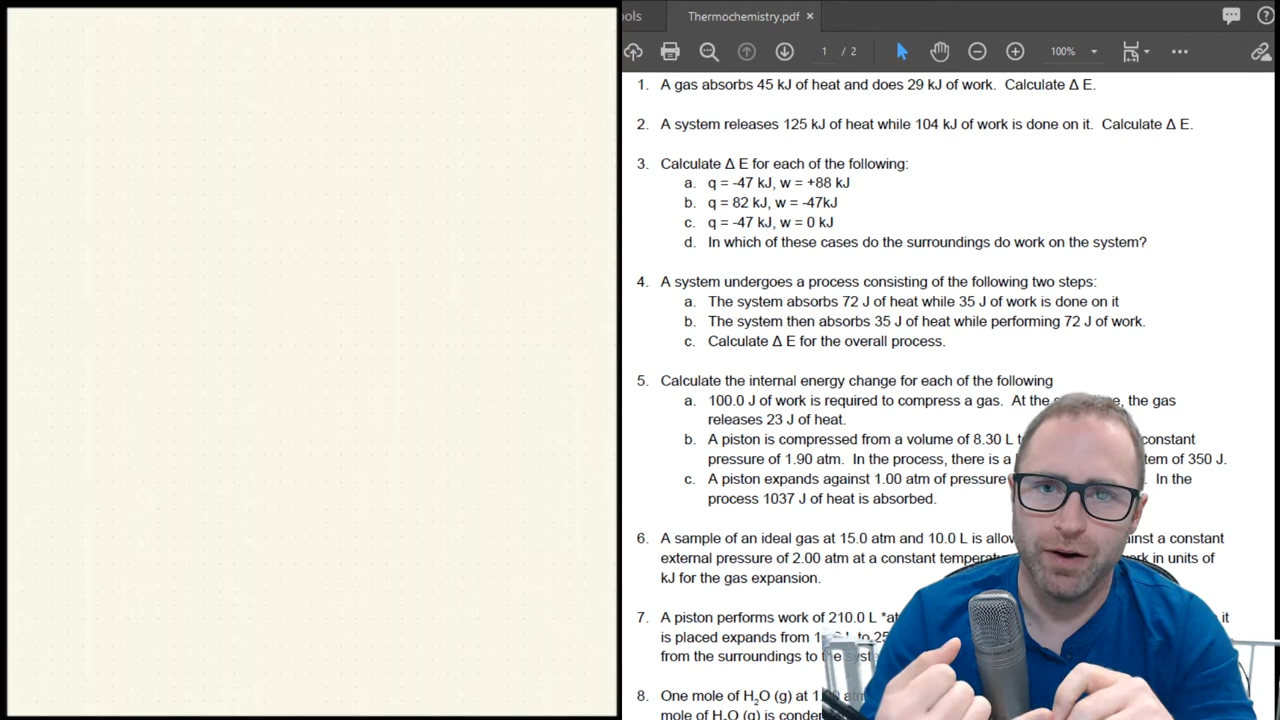 ols
Thermochemistry.pdf ×
1 / 2
100%
1. A gas absorbs 45 kJ of heat and does 29 kJ of work. Calculate Δ E.
2. A system releases 125 kJ of heat while 104 kJ of work is done on it. Calculate Δ E.
3. Calculate Δ E for each of the following:
a. q = -47 kJ, w = +88 kJ
b. q = 82 kJ, w = -47kJ
c. q = -47 kJ, w = 0 kJ
d. In which of these cases do the surroundings do work on the system?
4. A system undergoes a process consisting of the following two steps:
a. The system absorbs 72 J of heat while 35 J of work is done on it
b. The system then absorbs 35 J of heat while performing 72 J of work.
c. Calculate Δ E for the overall process.
5. Calculate the internal energy change for each of the following
a. 100.0 J of work is required to compress a gas. At the the gas
releases 23 J of heat.
b. A piston is compressed from a volume of 8.30 L constant
pressure of 1.90 atm. In the process, there is a of 350 J.
c. A piston expands against 1.00 atm of pressure In the
process 1037 J of heat is absorbed.
6. A sample of an ideal gas at 15.0 atm and 10.0 L is a constant
external pressure of 2.00 atm at a constant in units of
kJ for the gas expansion.
7. A piston performs work of 210.0 L it
is placed expands from to
from the surroundings to the
8. One mole of H₂O (g) at
mole of H₂O (g) is